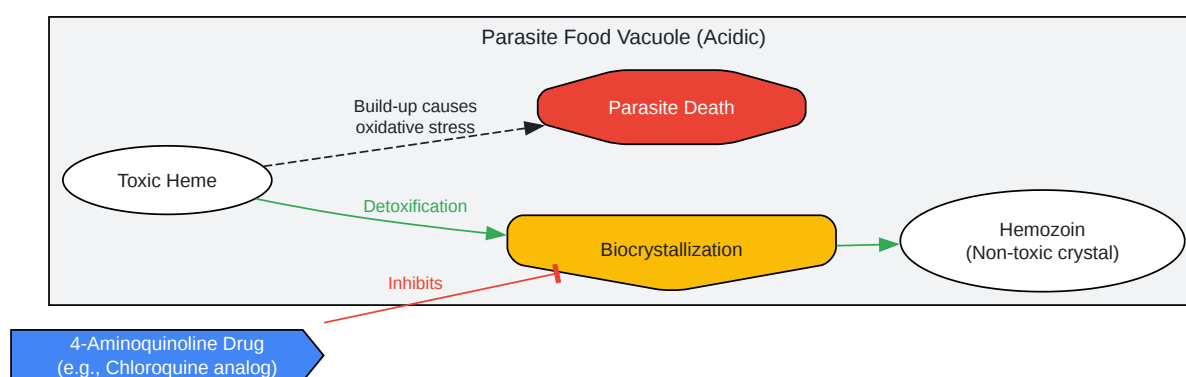 Parasite Food Vacuole (Acidic)
Build-up causes
oxidative stress
Parasite Death
Toxic Heme
Detoxification
Biocrystallization
Hemozoin
(Non-toxic crystal)
Inhibits
4-Aminoquinoline Drug
(e.g., Chloroquine analog)